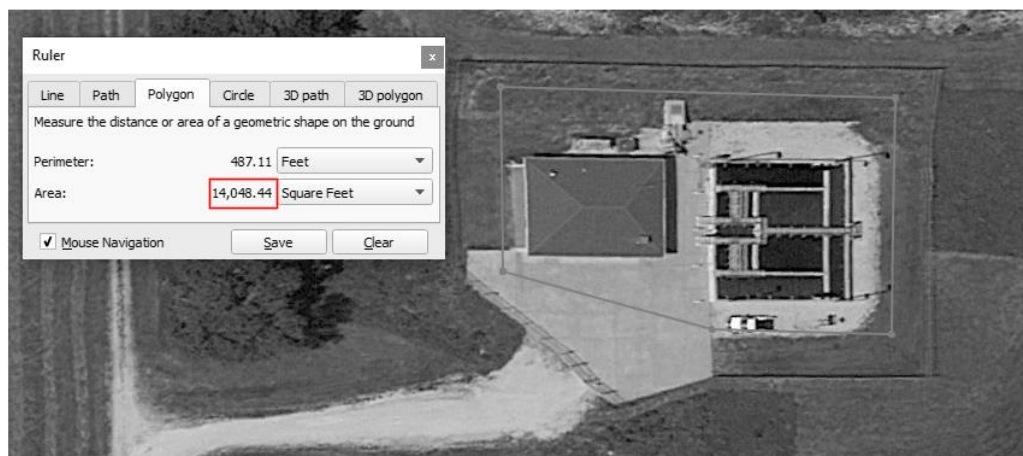 Ruler
x
Line Path Polygon Circle 3D path 3D polygon
Measure the distance or area of a geometric shape on the ground
Perimeter: 487.11 Feet
Area: 14,048.44 Square Feet
Mouse Navigation Save Clear